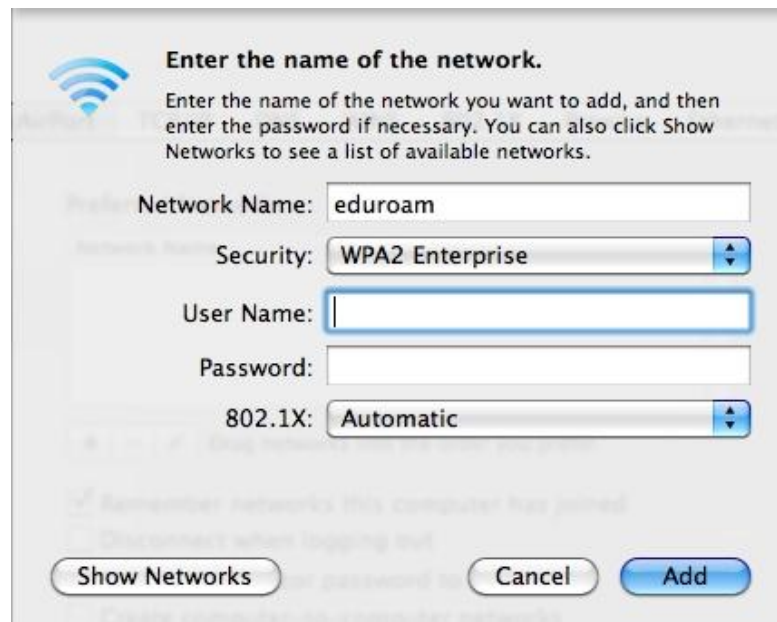 Enter the name of the network.
Enter the name of the network you want to add, and then
enter the password if necessary. You can also click Show
Networks to see a list of available networks.
Network Name: eduroam
Security: WPA2 Enterprise
User Name:
Password:
802.1X: Automatic
Remember networks this computer has joined
Disconnect when logging out
Show Networks Cancel Add